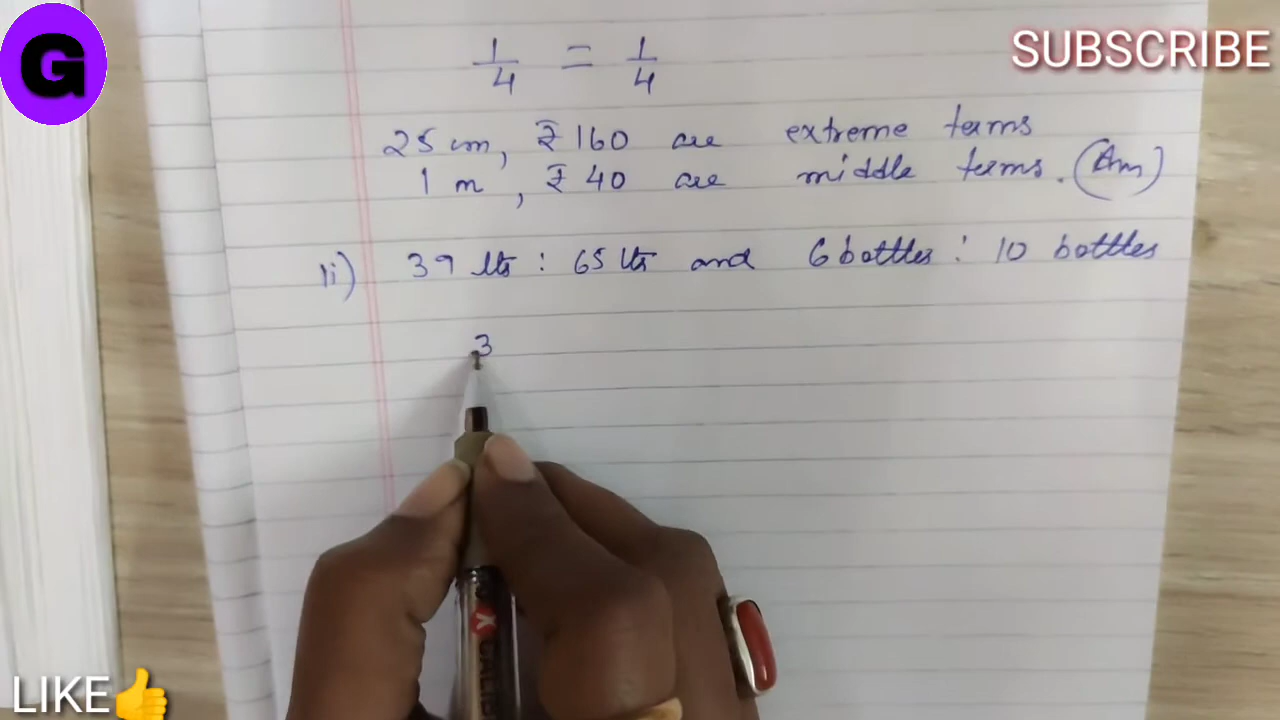 G
SUBSCRIBE
1/4 = 1/4
25 cm, ₹ 160 are extreme terms
1 m, ₹ 40 are middle terms. (Ans)
ii) 39 lts : 65 lts and 6 bottles : 10 bottles
3
LIKE👍